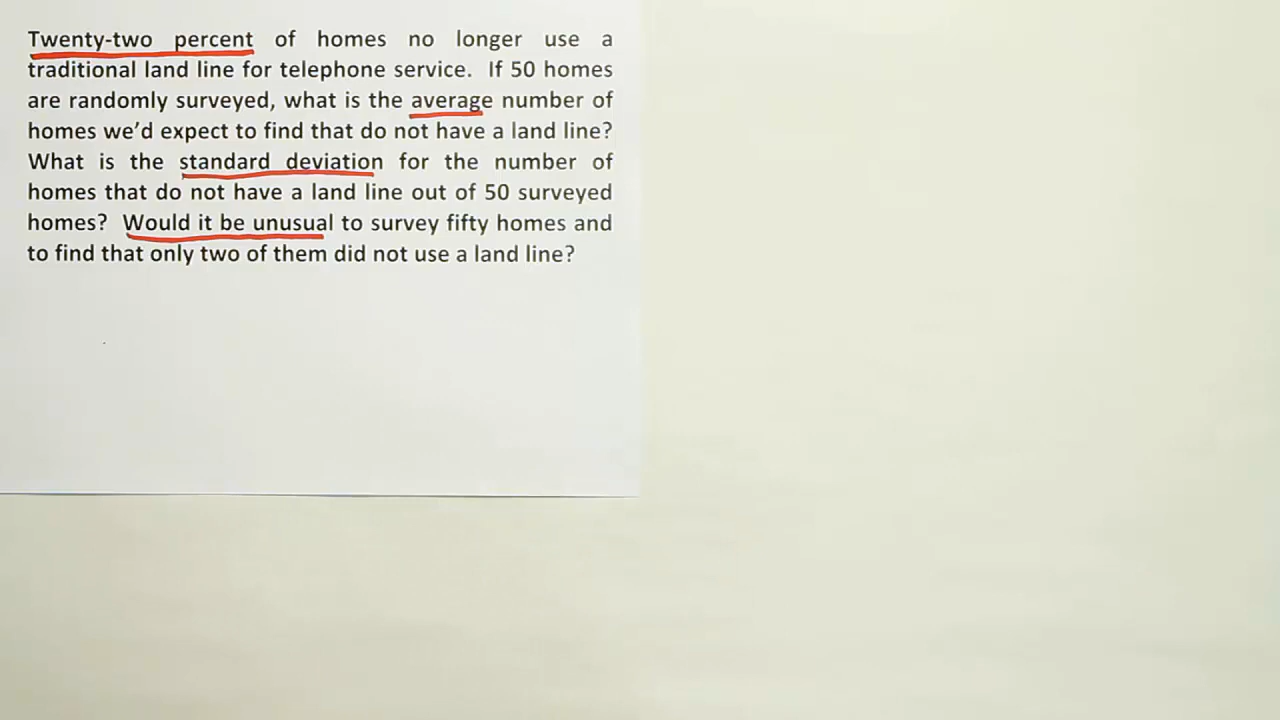 Twenty-two percent of homes no longer use a
traditional land line for telephone service. If 50 homes
are randomly surveyed, what is the average number of
homes we’d expect to find that do not have a land line?
What is the standard deviation for the number of
homes that do not have a land line out of 50 surveyed
homes? Would it be unusual to survey fifty homes and
to find that only two of them did not use a land line?